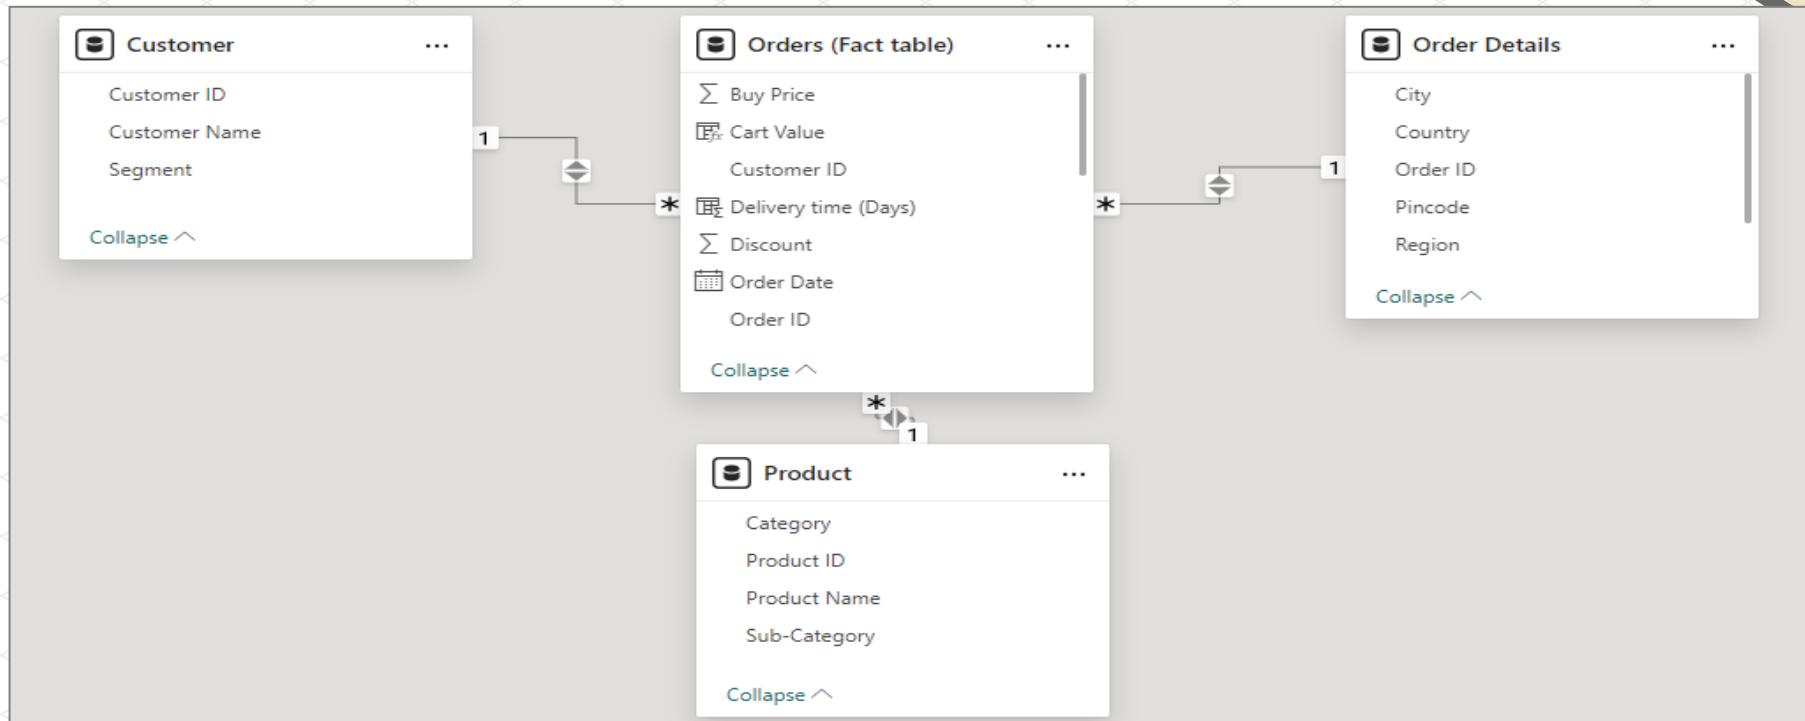 Customer
...
Customer ID
Customer Name
Segment
Collapse
1
*
Orders (Fact table)
...
Buy Price
Cart Value
Customer ID
Delivery time (Days)
Discount
Order Date
Order ID
Collapse
*
1
Order Details
...
City
Country
Order ID
Pincode
Region
Collapse
*
1
Product
...
Category
Product ID
Product Name
Sub-Category
Collapse